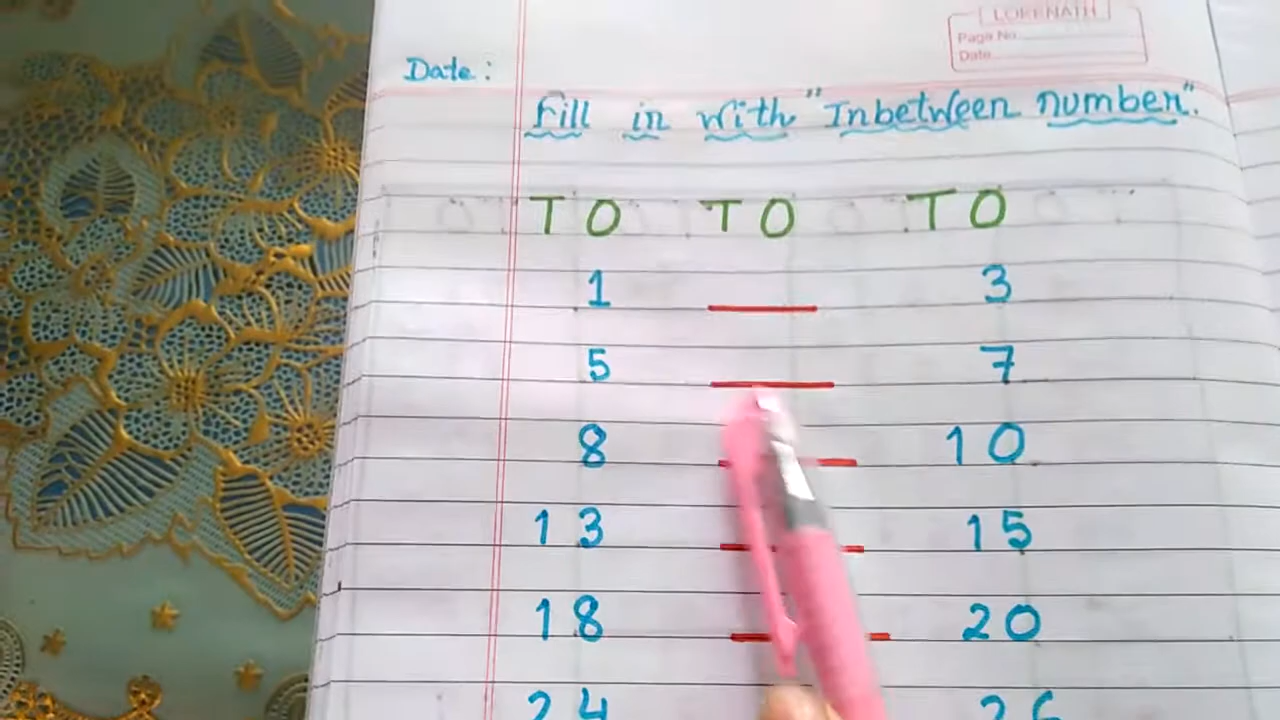 LOKENATH
Page No.
Date
Date:
Fill in with "Inbetween number".
T O T O T O
1 3
5 7
8 10
13 15
18 20
24 26